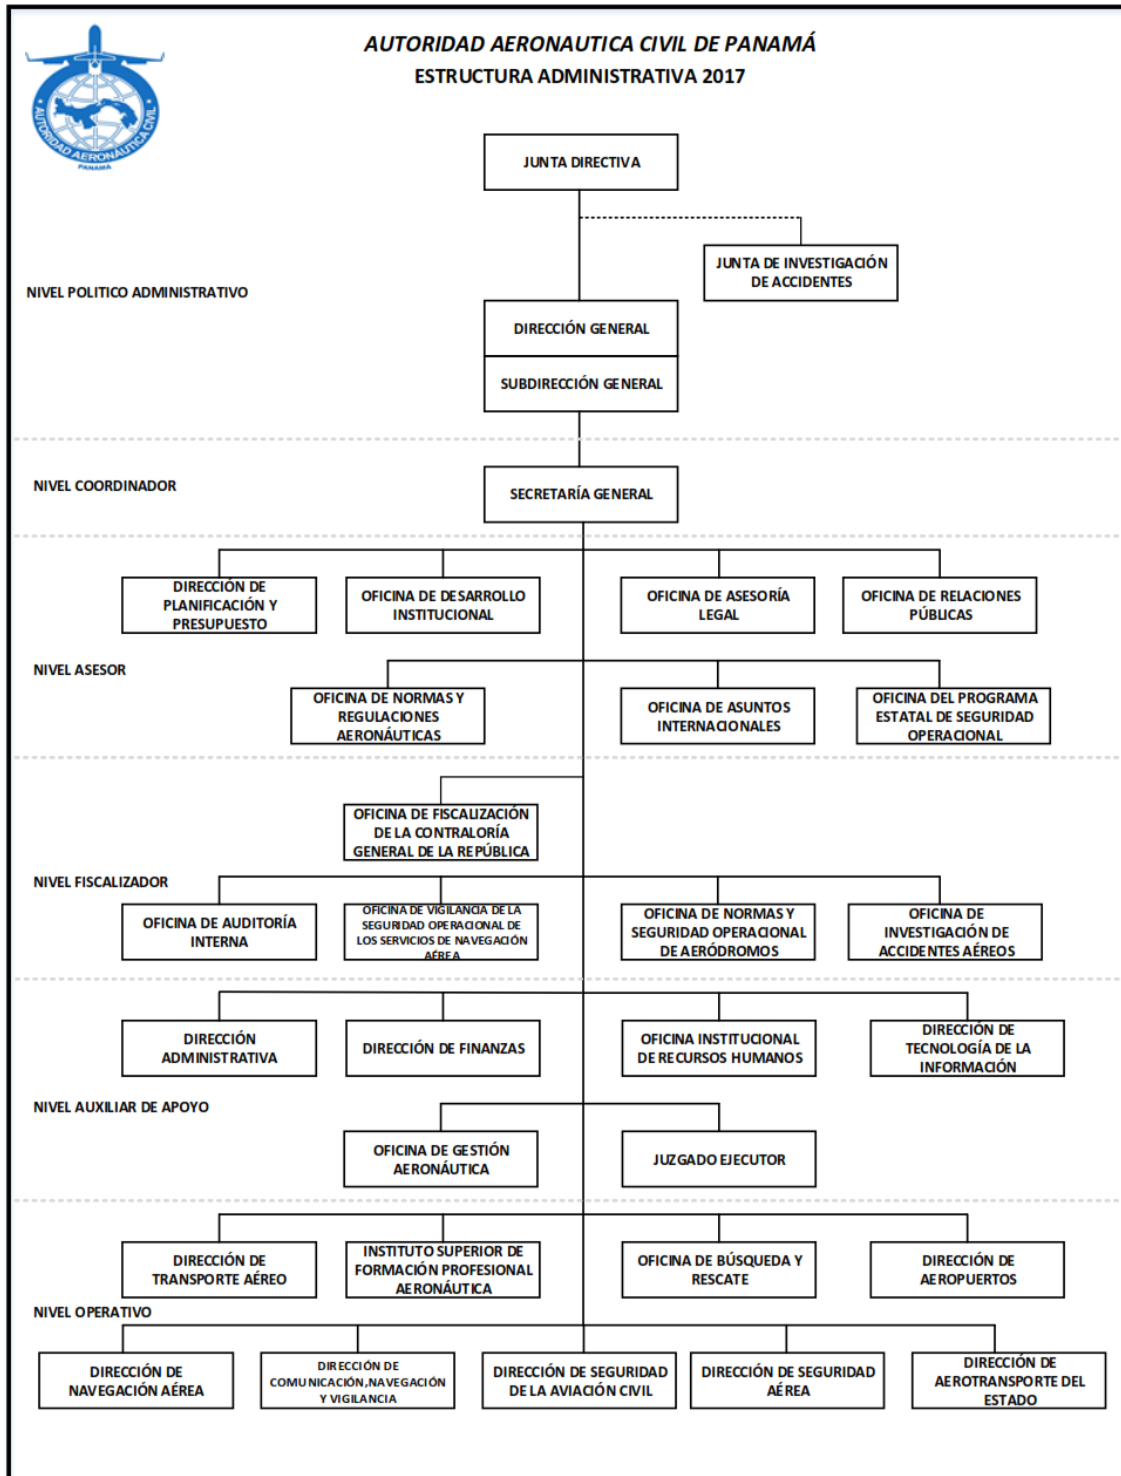 AUTORIDAD AERONAUTICA CIVIL DE PANAMÁ
ESTRUCTURA ADMINISTRATIVA 2017
AUTORIDAD AERONÁUTICA CIVIL
PANAMÁ
JUNTA DIRECTIVA
JUNTA DE INVESTIGACIÓN
DE ACCIDENTES
NIVEL POLITICO ADMINISTRATIVO
DIRECCIÓN GENERAL
SUBDIRECCIÓN GENERAL
NIVEL COORDINADOR
SECRETARÍA GENERAL
DIRECCIÓN DE
PLANIFICACIÓN Y
PRESUPUESTO
OFICINA DE DESARROLLO
INSTITUCIONAL
OFICINA DE ASESORÍA
LEGAL
OFICINA DE RELACIONES
PÚBLICAS
NIVEL ASESOR
OFICINA DE NORMAS Y
REGULACIONES
AERONÁUTICAS
OFICINA DE ASUNTOS
INTERNACIONALES
OFICINA DEL PROGRAMA
ESTATAL DE SEGURIDAD
OPERACIONAL
OFICINA DE FISCALIZACIÓN
DE LA CONTRALORÍA
GENERAL DE LA REPÚBLICA
NIVEL FISCALIZADOR
OFICINA DE AUDITORÍA
INTERNA
OFICINA DE VIGILANCIA DE LA
SEGURIDAD OPERACIONAL DE
LOS SERVICIOS DE NAVEGACIÓN
AÉREA
OFICINA DE NORMAS Y
SEGURIDAD OPERACIONAL
DE AERÓDROMOS
OFICINA DE
INVESTIGACIÓN DE
ACCIDENTES AÉREOS
DIRECCIÓN
ADMINISTRATIVA
DIRECCIÓN DE FINANZAS
OFICINA INSTITUCIONAL
DE RECURSOS HUMANOS
DIRECCIÓN DE
TECNOLOGÍA DE LA
INFORMACIÓN
NIVEL AUXILIAR DE APOYO
OFICINA DE GESTIÓN
AERONÁUTICA
JUZGADO EJECUTOR
DIRECCIÓN DE
TRANSPORTE AÉREO
INSTITUTO SUPERIOR DE
FORMACIÓN PROFESIONAL
AERONÁUTICA
OFICINA DE BÚSQUEDA Y
RESCATE
DIRECCIÓN DE
AEROPUERTOS
NIVEL OPERATIVO
DIRECCIÓN DE
NAVEGACIÓN AÉREA
DIRECCIÓN DE
COMUNICACIÓN,NAVEGACIÓN
Y VIGILANCIA
DIRECCIÓN DE SEGURIDAD
DE LA AVIACIÓN CIVIL
DIRECCIÓN DE SEGURIDAD
AÉREA
DIRECCIÓN DE
AEROTRANSPORTE DEL
ESTADO